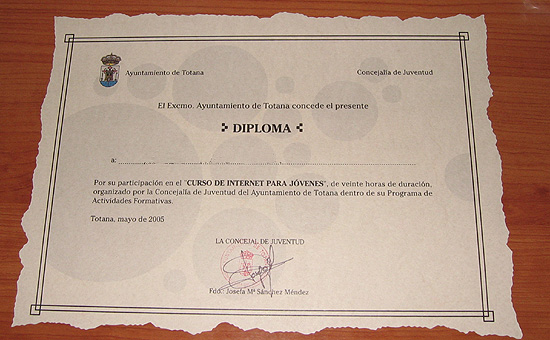 Ayuntamiento de Totana
Concejalía de Juventud
El Excmo. Ayuntamiento de Totana concede el presente
DIPLOMA
a:
Por su participación en el "CURSO DE INTERNET PARA JÓVENES", de veinte horas de duración,
organizado por la Concejalía de Juventud del Ayuntamiento de Totana dentro de su Programa de
Actividades Formativas.
Totana, mayo de 2005
LA CONCEJAL DE JUVENTUD
Fdo. Josefa Mª Sánchez Méndez